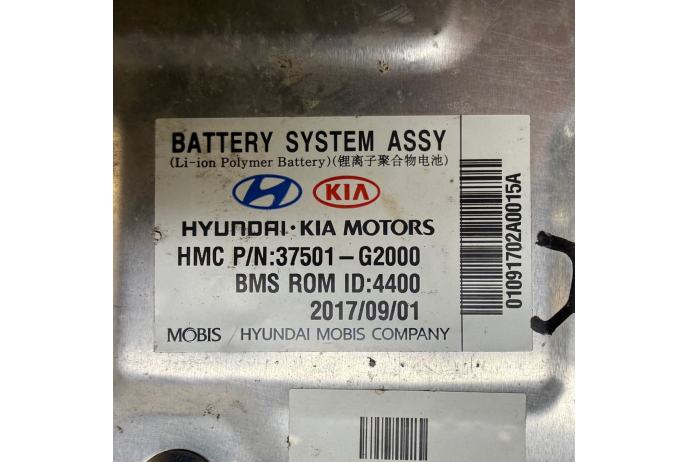 BATTERY SYSTEM ASSY
(Li-ion Polymer Battery)(锂离子聚合物电池)
KIA
HYUNDAI·KIA MOTORS
HMC P/N:37501-G2000
BMS ROM ID:4400
2017/09/01
MOBIS / HYUNDAI MOBIS COMPANY
01091702A0015A